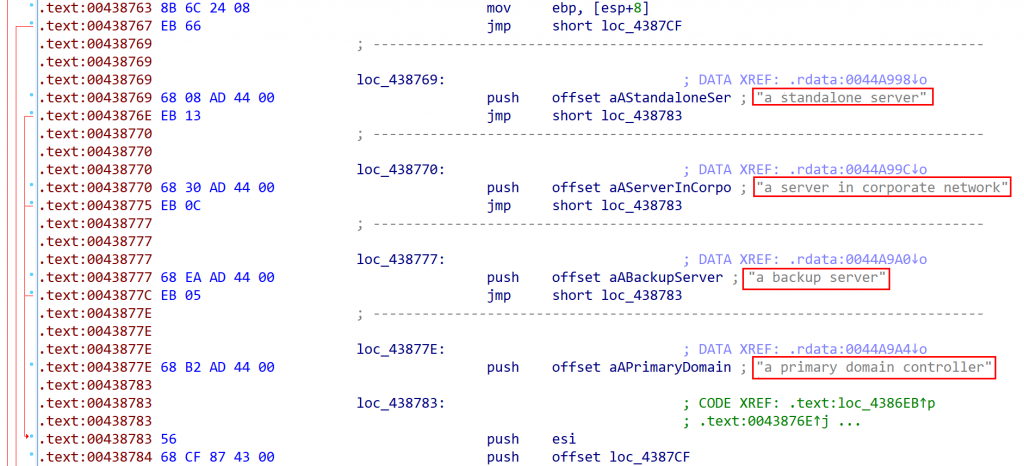 .text:00438763 8B 6C 24 08 mov ebp, [esp+8]
.text:00438767 EB 66 jmp short loc_4387CF
.text:00438769 ; ---------------------------------------------------------------------------
.text:00438769
.text:00438769 loc_438769: ; DATA XREF: .rdata:0044A998↓o
.text:00438769 68 08 AD 44 00 push offset aAStandaloneSer ; "a standalone server"
.text:0043876E EB 13 jmp short loc_438783
.text:00438770 ; ---------------------------------------------------------------------------
.text:00438770
.text:00438770 loc_438770: ; DATA XREF: .rdata:0044A99C↓o
.text:00438770 68 30 AD 44 00 push offset aAServerInCorpo ; "a server in corporate network"
.text:00438775 EB 0C jmp short loc_438783
.text:00438777 ; ---------------------------------------------------------------------------
.text:00438777
.text:00438777 loc_438777: ; DATA XREF: .rdata:0044A9A0↓o
.text:00438777 68 EA AD 44 00 push offset aABackupServer ; "a backup server"
.text:0043877C EB 05 jmp short loc_438783
.text:0043877E ; ---------------------------------------------------------------------------
.text:0043877E
.text:0043877E loc_43877E: ; DATA XREF: .rdata:0044A9A4↓o
.text:0043877E 68 B2 AD 44 00 push offset aAPrimaryDomain ; "a primary domain controller"
.text:00438783
.text:00438783 loc_438783: ; CODE XREF: .text:loc_4386EB↑p
.text:00438783 ; .text:0043876E↑j ...
.text:00438783 56 push esi
.text:00438784 68 CF 87 43 00 push offset loc_4387CF